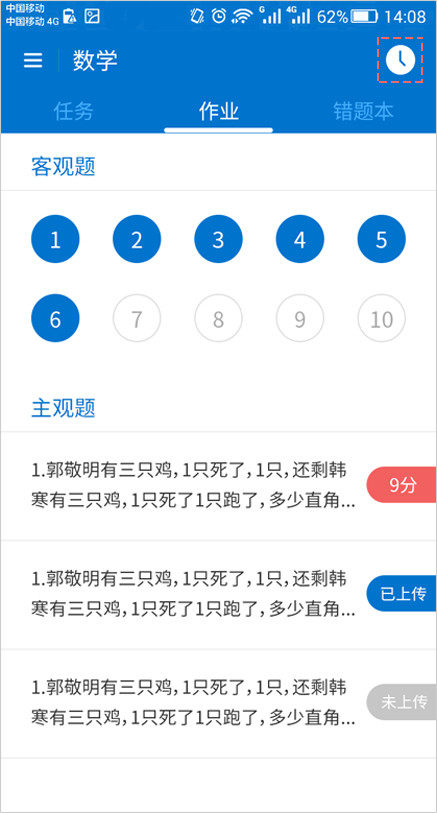 中国移动
中国移动 4G
G 4G 62% 14:08
数学
任务 作业 错题本
客观题
1 2 3 4 5
6 7 8 9 10
主观题
1.郭敬明有三只鸡，1只死了，1只，还剩韩
寒有三只鸡，1只死了1只跑了，多少直角...
9分
1.郭敬明有三只鸡，1只死了，1只，还剩韩
寒有三只鸡，1只死了1只跑了，多少直角...
已上传
1.郭敬明有三只鸡，1只死了，1只，还剩韩
寒有三只鸡，1只死了1只跑了，多少直角...
未上传